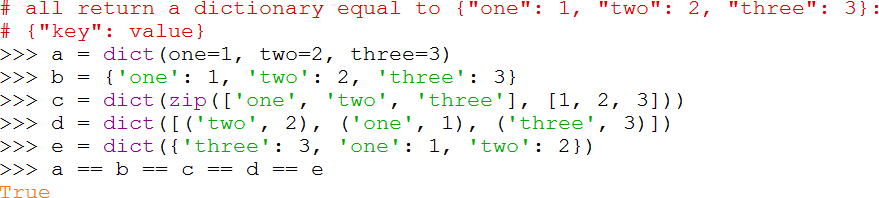 # all return a dictionary equal to {"one": 1, "two": 2, "three": 3}:
# {"key": value}
>>> a = dict(one=1, two=2, three=3)
>>> b = {'one': 1, 'two': 2, 'three': 3}
>>> c = dict(zip(['one', 'two', 'three'], [1, 2, 3]))
>>> d = dict([('two', 2), ('one', 1), ('three', 3)])
>>> e = dict({'three': 3, 'one': 1, 'two': 2})
>>> a == b == c == d == e
True